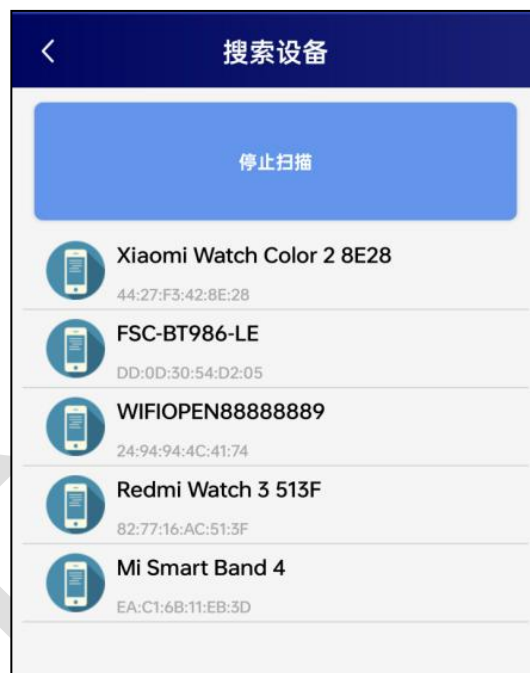 搜索设备
停止扫描
Xiaomi Watch Color 2 8E28
44:27:F3:42:8E:28
FSC-BT986-LE
DD:0D:30:54:D2:05
WIFIOPEN88888889
24:94:94:4C:41:74
Redmi Watch 3 513F
82:77:16:AC:51:3F
Mi Smart Band 4
EA:C1:6B:11:EB:3D